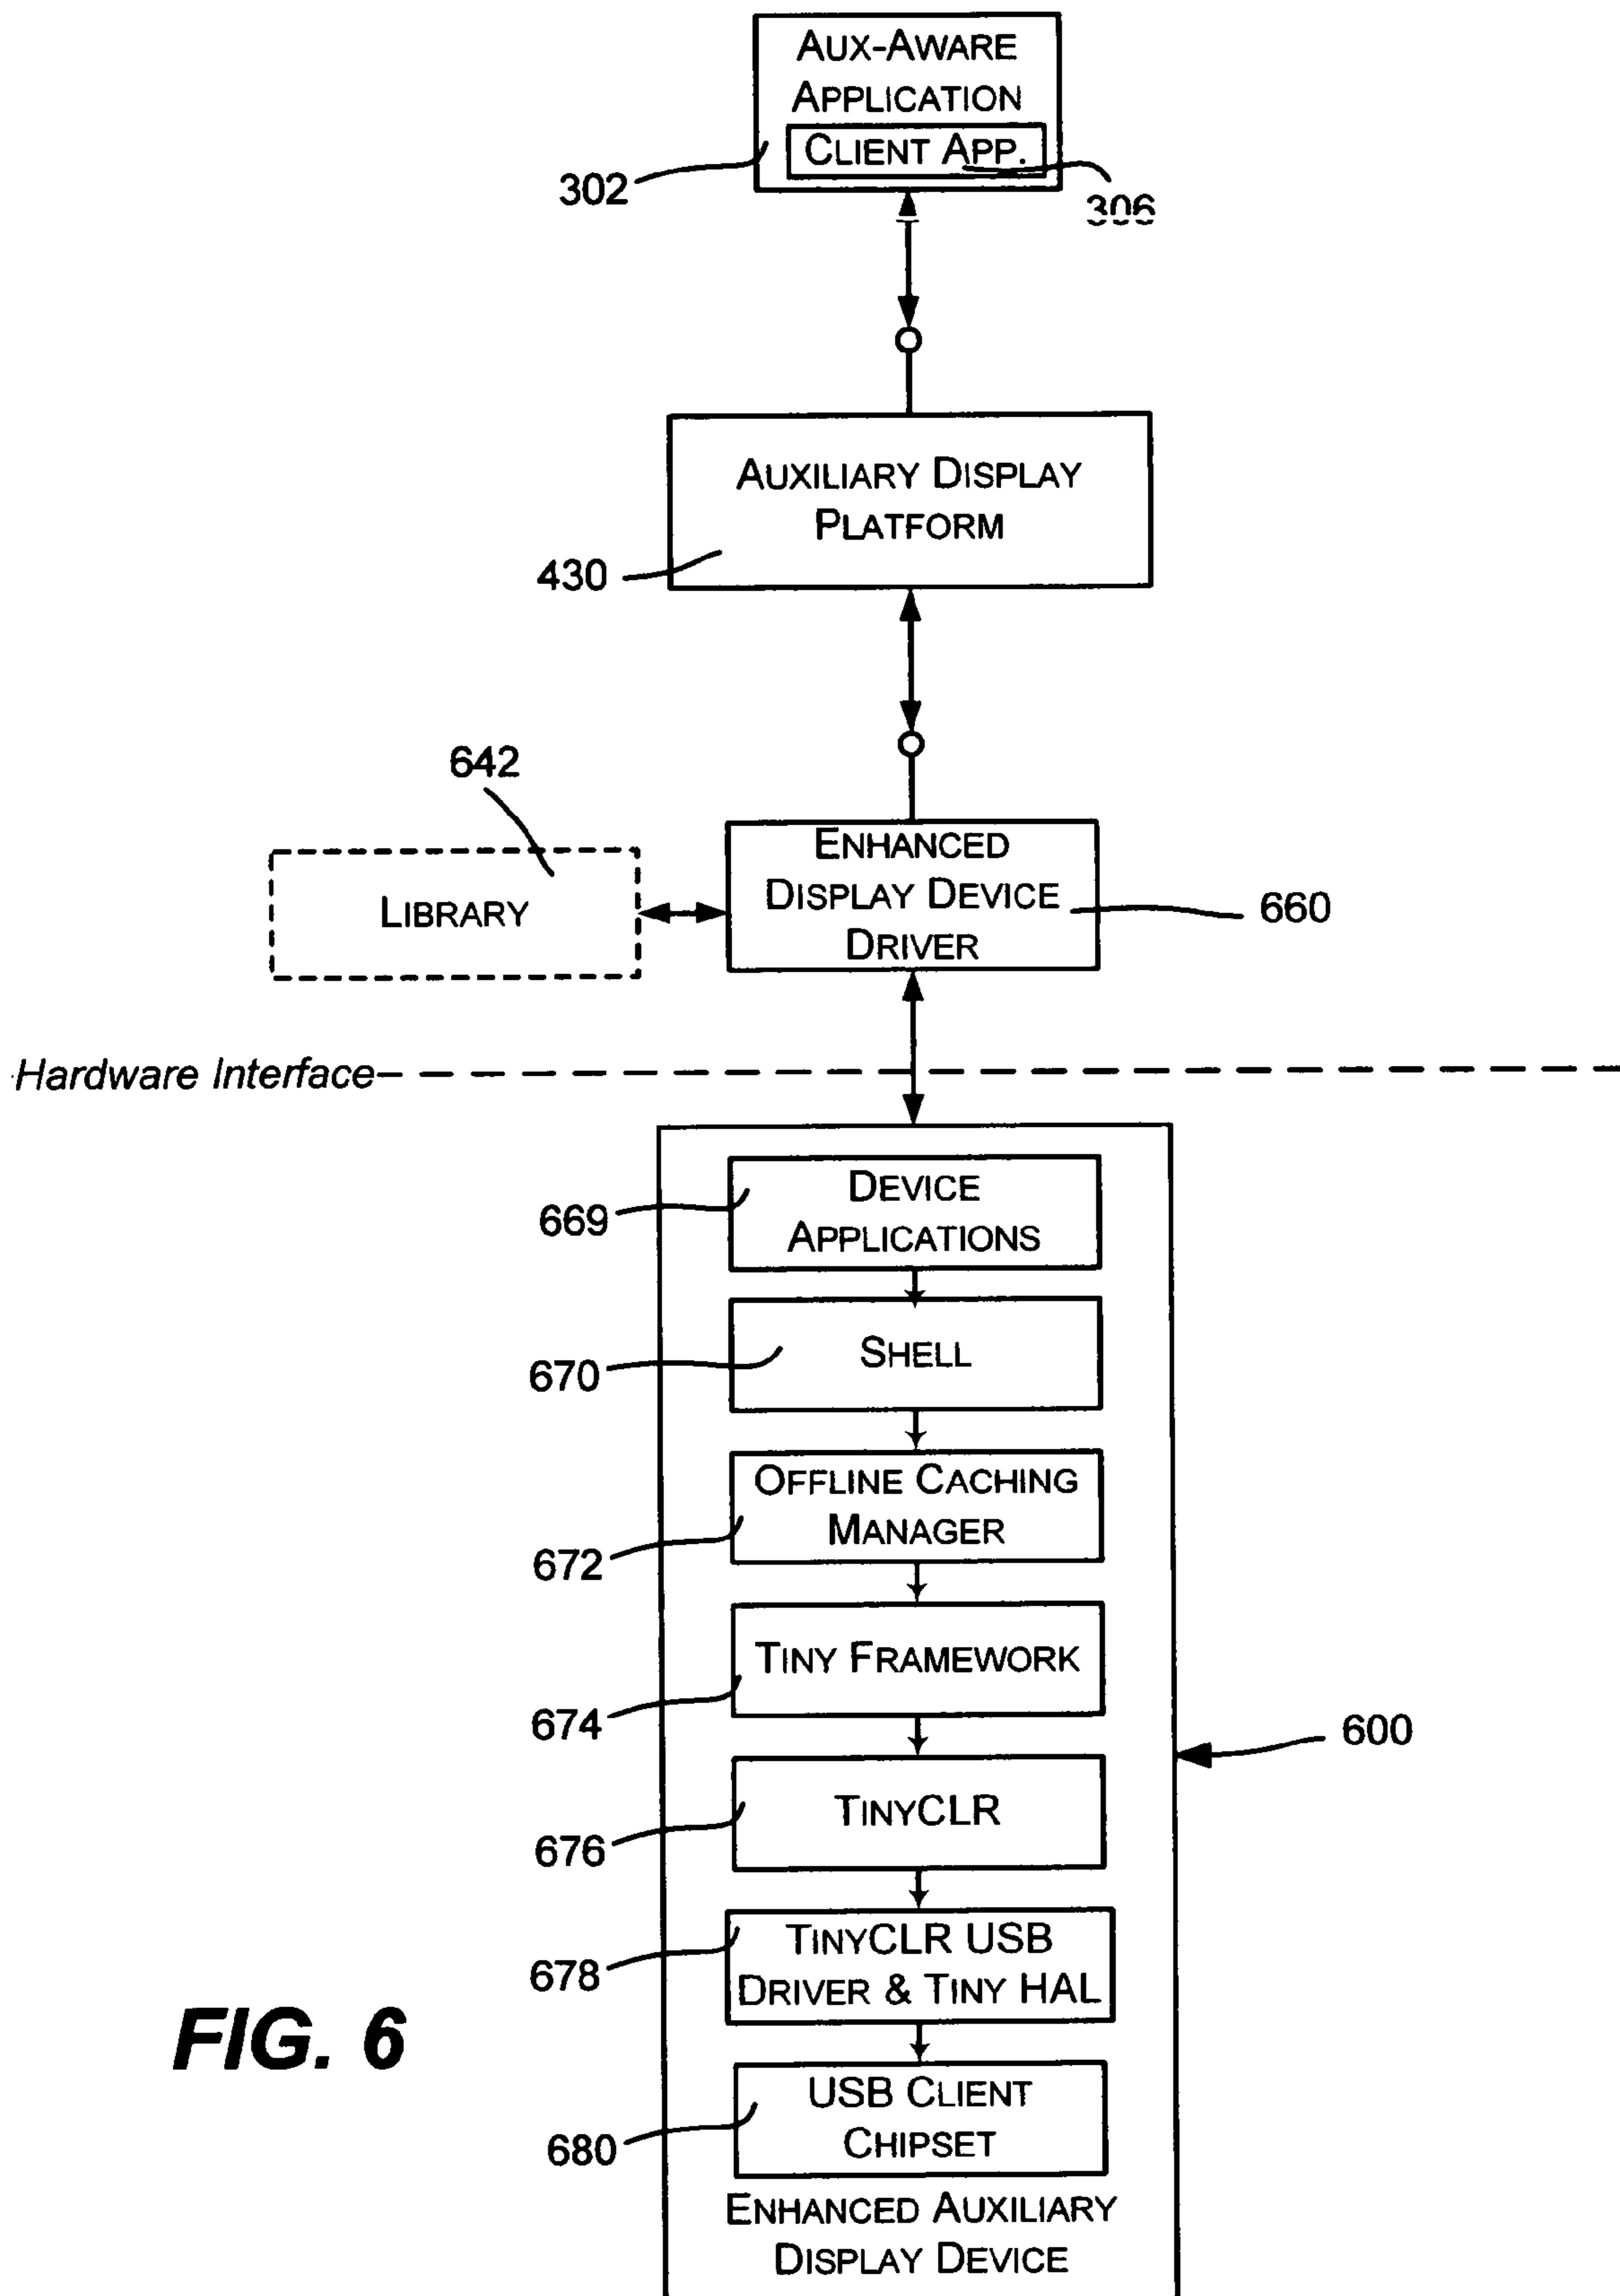 AUX-AWARE
APPLICATION
CLIENT APP.
302
306
AUXILIARY DISPLAY
PLATFORM
430
642
LIBRARY
ENHANCED
DISPLAY DEVICE
DRIVER
660
Hardware Interface
DEVICE
APPLICATIONS
669
SHELL
670
OFFLINE CACHING
MANAGER
672
TINY FRAMEWORK
674
600
TINYCLR
676
TINYCLR USB
DRIVER & TINY HAL
678
FIG. 6
USB CLIENT
CHIPSET
680
ENHANCED AUXILIARY
DISPLAY DEVICE